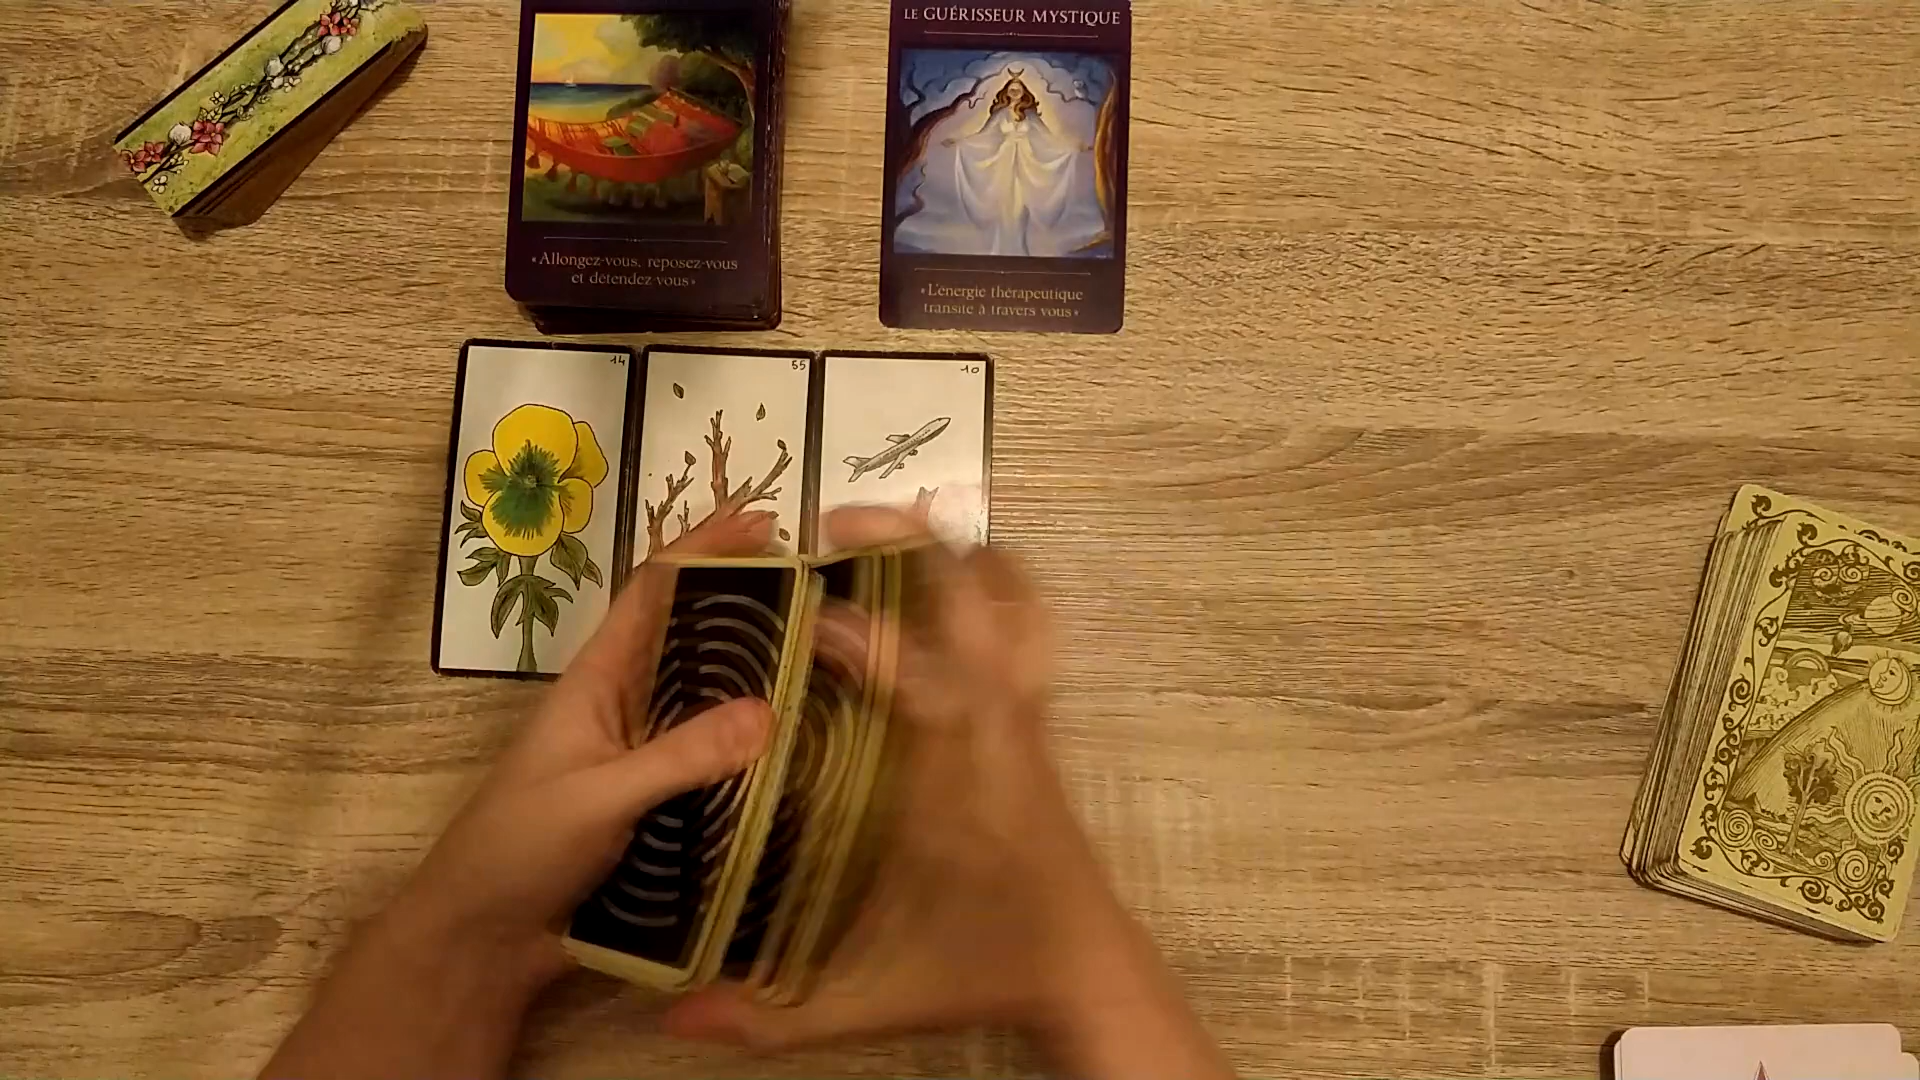 LE GUÉRISSEUR MYSTIQUE
«Allongez-vous, reposez-vous
et détendez-vous»
«L'énergie thérapeutique
transite à travers vous»
14
55
10